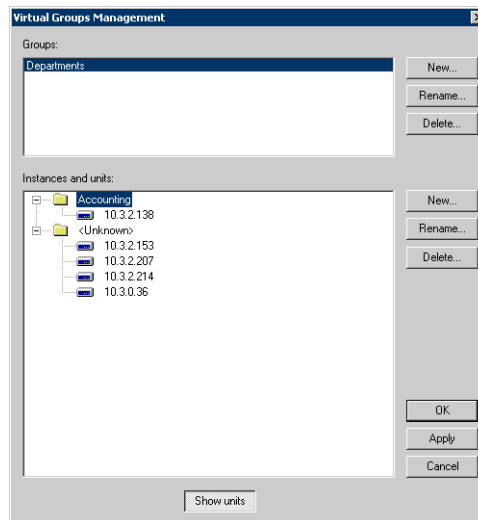 Virtual Groups Management
Groups:
Departments
New...
Rename...
Delete...
Instances and units:
Accounting
10.3.2.138
<Unknown>
10.3.2.153
10.3.2.207
10.3.2.214
10.3.0.36
New...
Rename...
Delete...
OK
Apply
Cancel
Show units